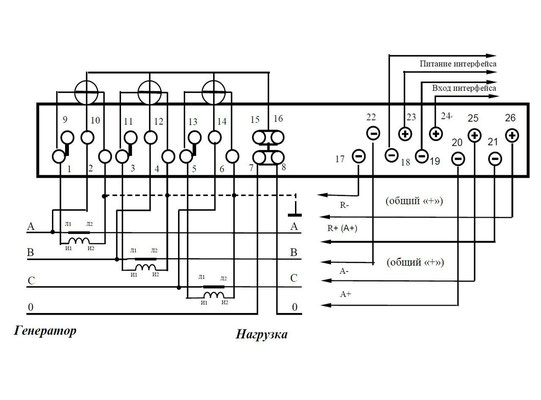 Питание интерфейса
Вход интерфейса
9 10 11 12 13 14 15 16
22 23 24 25 26
17 18 19 20 21
1 2 3 4 5 6 7 8
R-
(общий «+»)
R+ (А+)
А Л1 Л2 А
И1 И2
В Л1 Л2 В
И1 И2
(общий «+»)
А-
С Л1 Л2 С
И1 И2
А+
0 0
Генератор Нагрузка